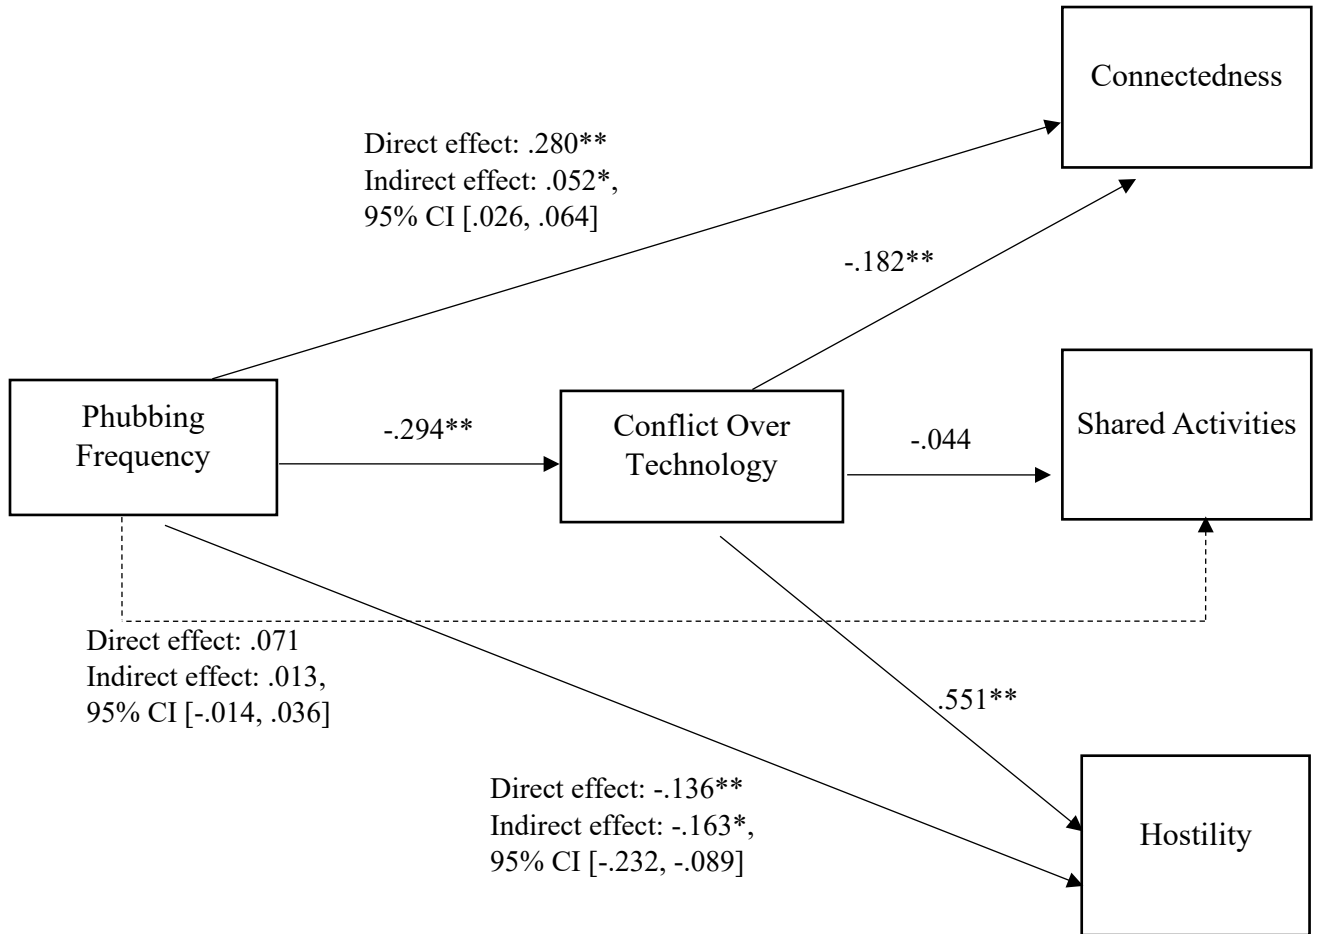 Connectedness
Direct effect: .280**
Indirect effect: .052*,
95% CI [.026, .064]
-.182**
Phubbing
Frequency
-.294**
Conflict Over
Technology
-.044
Shared Activities
Direct effect: .071
Indirect effect: .013,
95% CI [-.014, .036]
.551**
Direct effect: -.136**
Indirect effect: -.163*,
95% CI [-.232, -.089]
Hostility